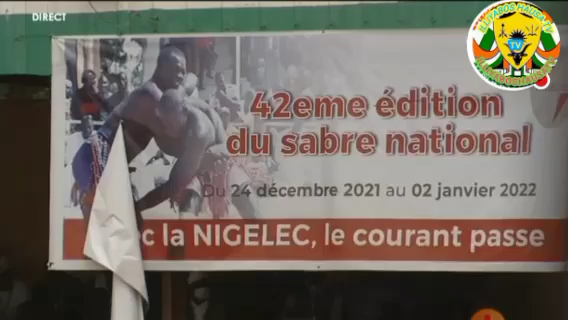 DIRECT
TV
42eme édition
du sabre national
Du 24 décembre 2021 au 02 janvier 2022
c la NIGELEC, le courant passe